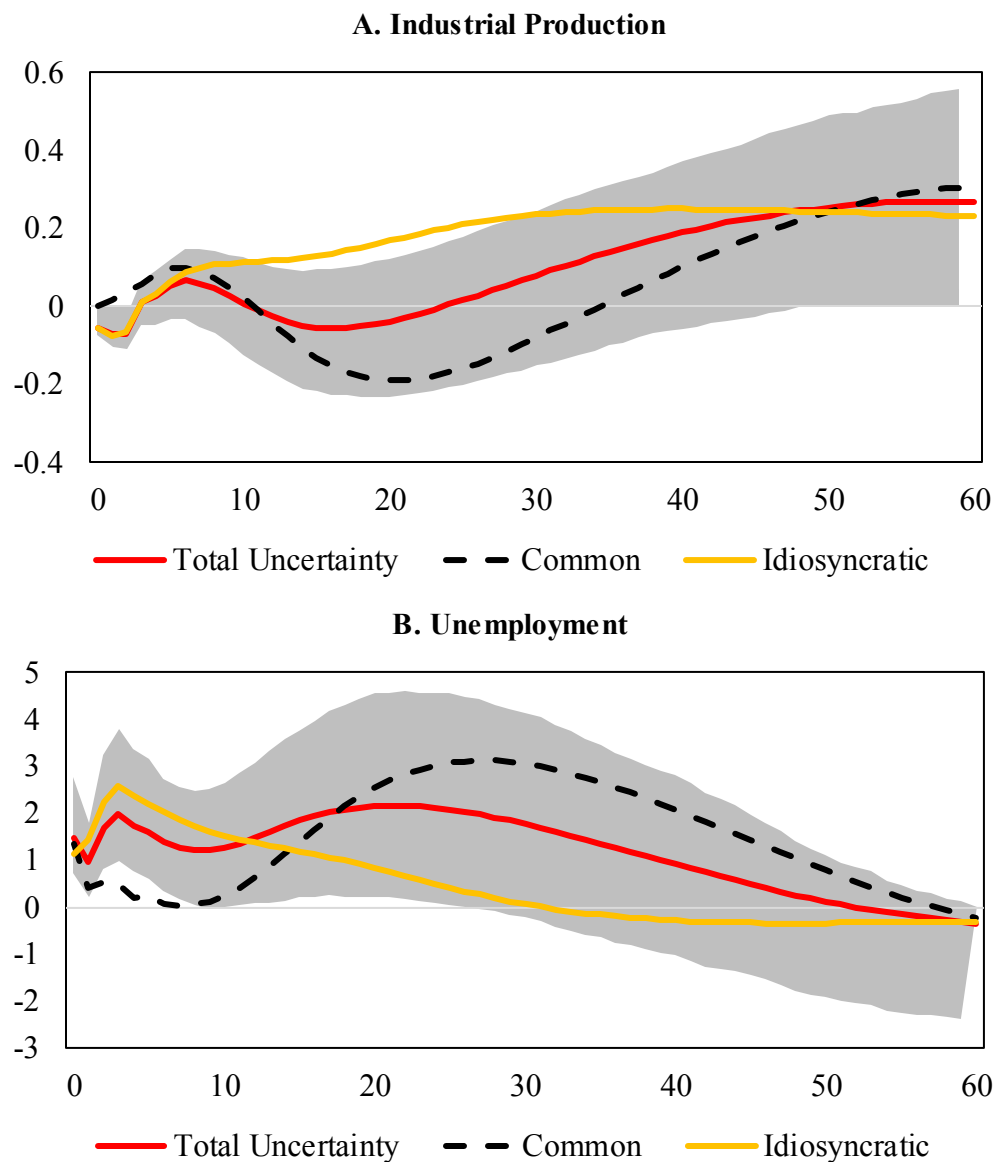 A. Industrial Production
0.6
0.4
0.2
0
-0.2
-0.4
0 10 20 30 40 50 60
Total Uncertainty Common Idiosyncratic
B. Unemployment
5
4
3
2
1
0
-1
-2
-3
0 10 20 30 40 50 60
Total Uncertainty Common Idiosyncratic